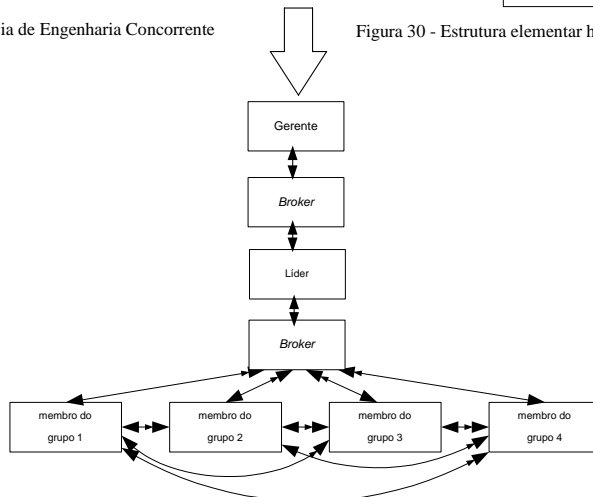 ia de Engenharia Concorrente
Figura 30 - Estrutura elementar h
Gerente
Broker
Líder
Broker
membro do
grupo 1
membro do
grupo 2
membro do
grupo 3
membro do
grupo 4